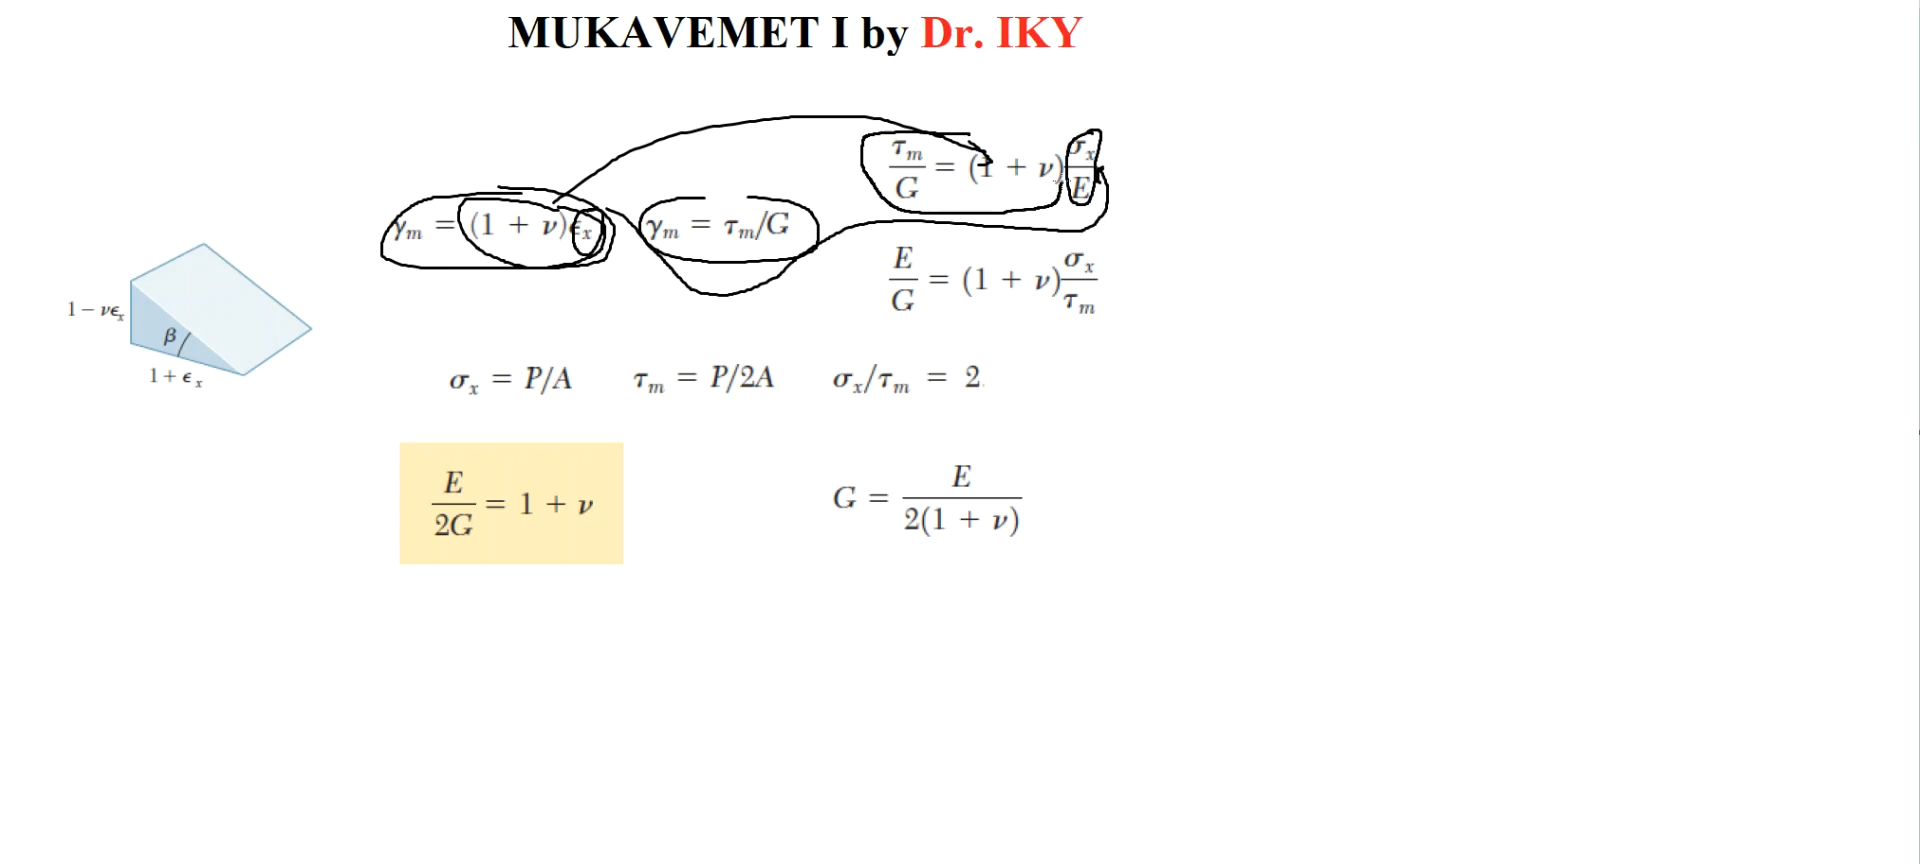 MUKAVEMET I by Dr. IKY
τm/G = (1 + ν) σx/E
γm = (1 + ν)ϵx
γm = τm/G
E/G = (1 + ν) σx/τm
1 − νϵx
β
1 + ϵx
σx = P/A
τm = P/2A
σx/τm = 2.
E/2G = 1 + ν
G = E/2(1 + ν)